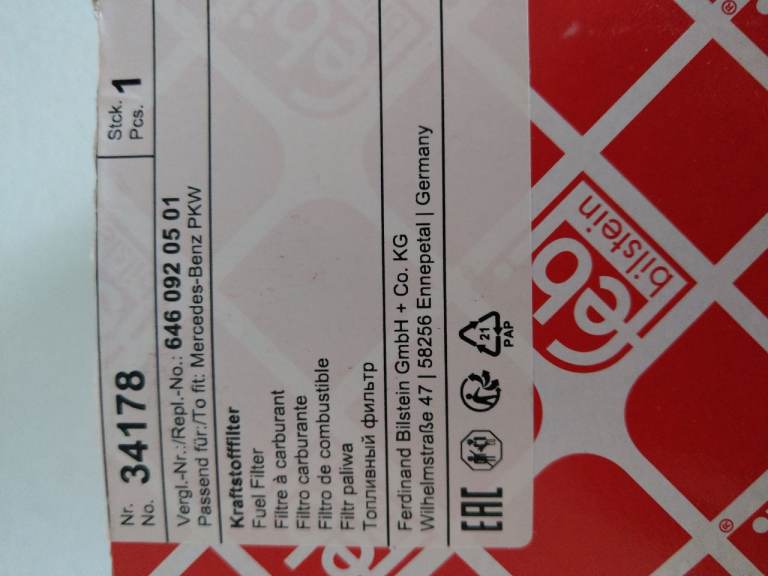 Nr.
No. 34178
Stck.
Pcs. 1
Vergl.-Nr.:/Repl.-No.: 646 092 05 01
Passend für:/To fit: Mercedes-Benz PKW
Kraftstofffilter
Fuel Filter
Filtre à carburant
Filtro carburante
Filtro de combustible
Filtr paliwa
Топливный фильтр
Ferdinand Bilstein GmbH + Co. KG
Wilhelmstraße 47 | 58256 Ennepetal | Germany
EAC
21
PAP
febi
bilstein